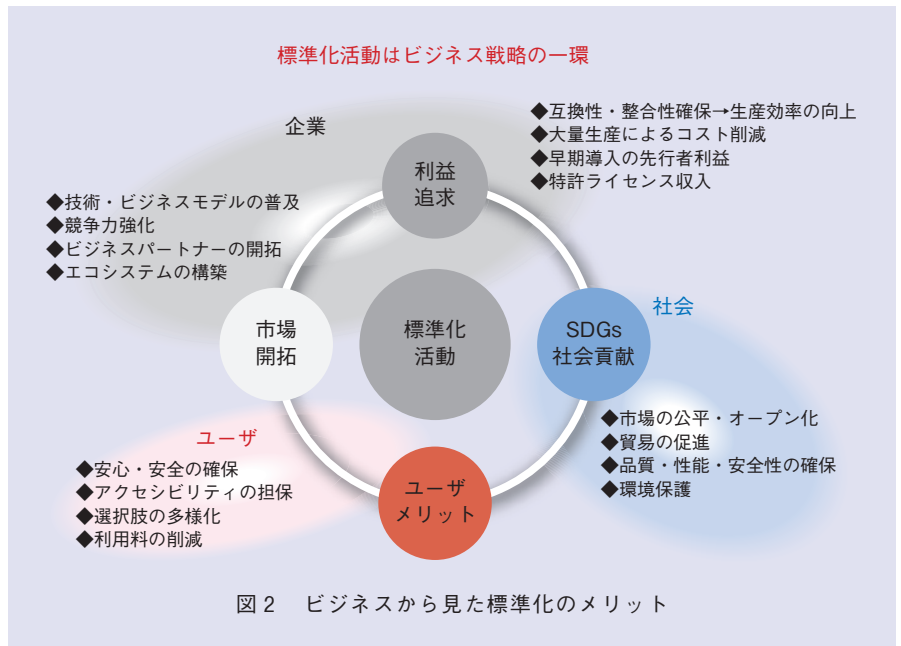 標準化活動はビジネス戦略の一環
企業
利益
追求
◆互換性・整合性確保→生産効率の向上
◆大量生産によるコスト削減
◆早期導入の先行者利益
◆特許ライセンス収入
◆技術・ビジネスモデルの普及
◆競争力強化
◆ビジネスパートナーの開拓
◆エコシステムの構築
市場
開拓
標準化
活動
社会
SDGs
社会貢献
◆市場の公平・オープン化
◆貿易の促進
◆品質・性能・安全性の確保
◆環境保護
ユーザ
◆安心・安全の確保
◆アクセシビリティの担保
◆選択肢の多様化
◆利用料の削減
ユーザ
メリット
図2 ビジネスから見た標準化のメリット